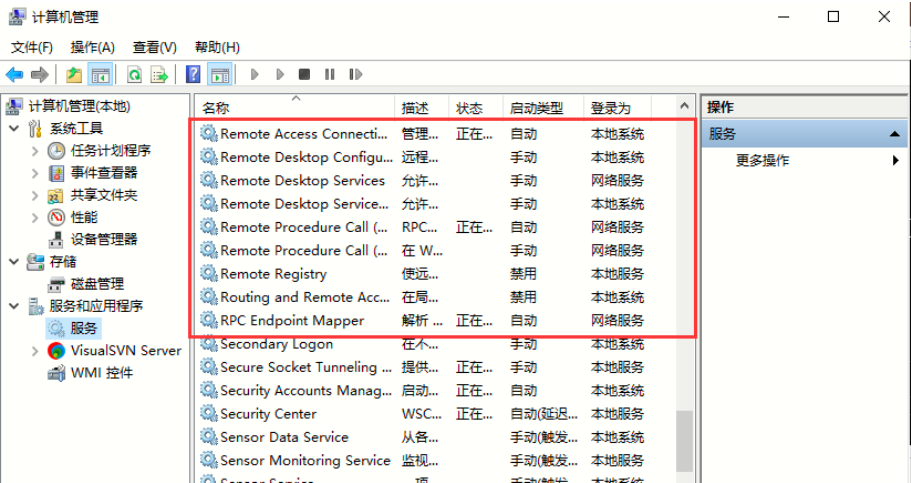 计算机管理
文件(F) 操作(A) 查看(V) 帮助(H)
计算机管理(本地)
系统工具
任务计划程序
事件查看器
共享文件夹
性能
设备管理器
存储
磁盘管理
服务和应用程序
服务
VisualSVN Server
WMI 控件
名称 描述 状态 启动类型 登录为
Remote Access Connecti... 管理... 正在... 自动 本地系统
Remote Desktop Configu... 远程... 手动 本地系统
Remote Desktop Services 允许... 手动 网络服务
Remote Desktop Service... 允许... 手动 本地系统
Remote Procedure Call (... RPC... 正在... 自动 网络服务
Remote Procedure Call (... 在 W... 手动 网络服务
Remote Registry 使远... 禁用 本地服务
Routing and Remote Acc... 在局... 禁用 本地系统
RPC Endpoint Mapper 解析 ... 正在... 自动 网络服务
Secondary Logon 在不... 手动 本地系统
Secure Socket Tunneling ... 提供... 正在... 手动 本地服务
Security Accounts Manag... 启动... 正在... 自动 本地系统
Security Center WSC... 正在... 自动(延迟... 本地服务
Sensor Data Service 从各... 手动(触发... 本地系统
Sensor Monitoring Service 监视... 手动(触发... 本地服务
Sensor Service 一项... 手动(触发... 本地系统
操作
服务
更多操作